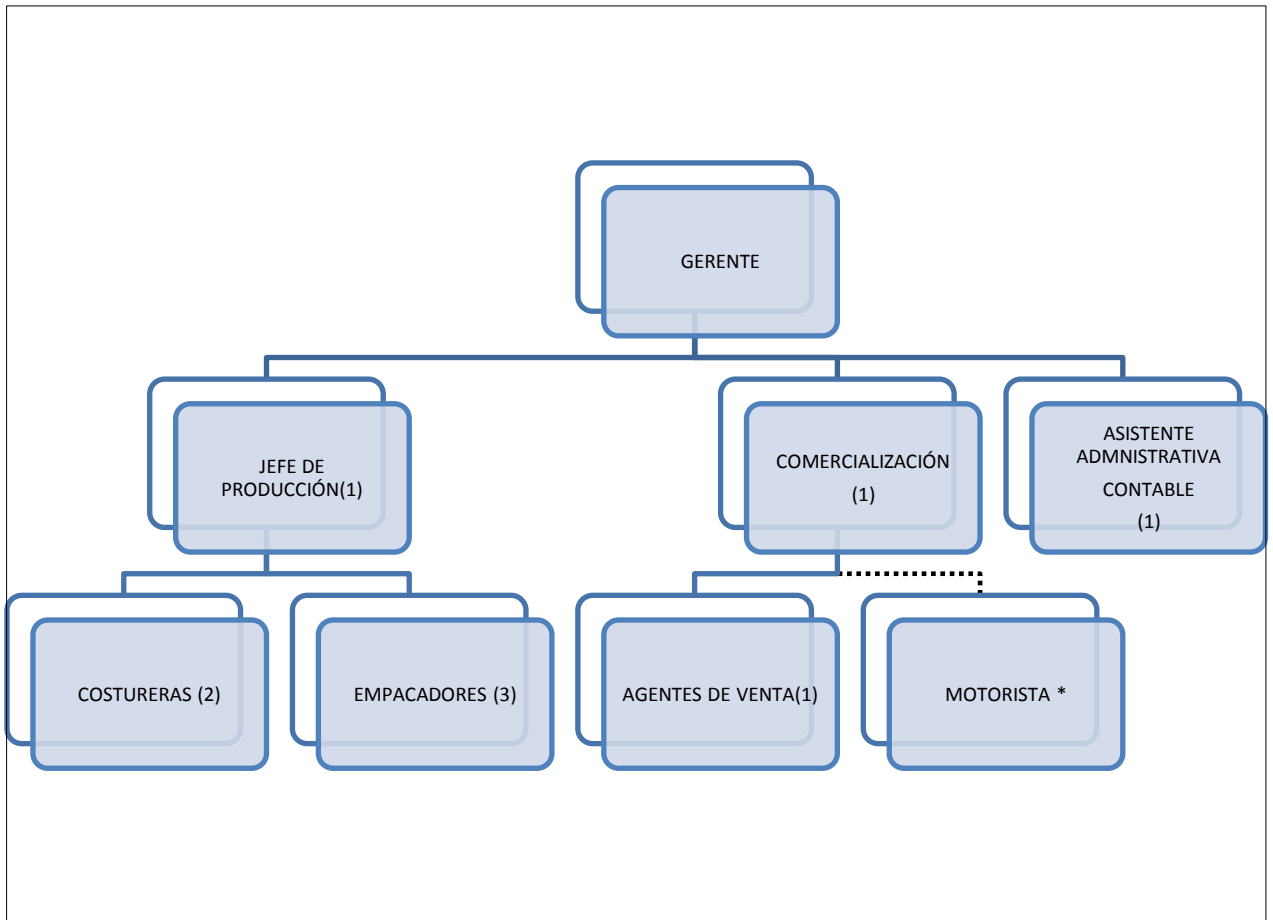 GERENTE
JEFE DE
PRODUCCIÓN(1)
COMERCIALIZACIÓN
(1)
ASISTENTE
ADMNISTRATIVA
CONTABLE
(1)
COSTURERAS (2)
EMPACADORES (3)
AGENTES DE VENTA(1)
MOTORISTA *